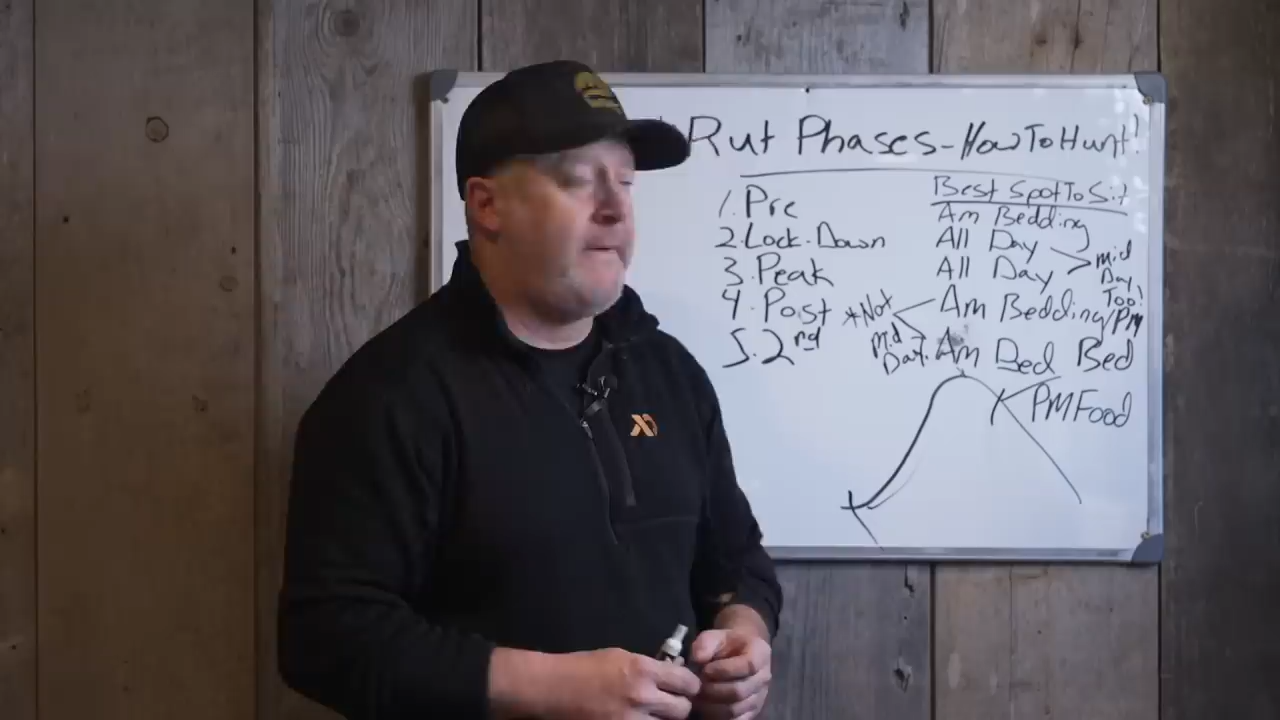 Rut Phases - How To Hunt!
Best Spot To Sit
1. Pre
Am Bedding
2. Lock-Down
All Day
3. Peak
All Day
mid
Day
Too!
4. Post
*Not
Mid
Day.
Am Bedding/PM
5. 2nd
Am Bed Bed
PM Food